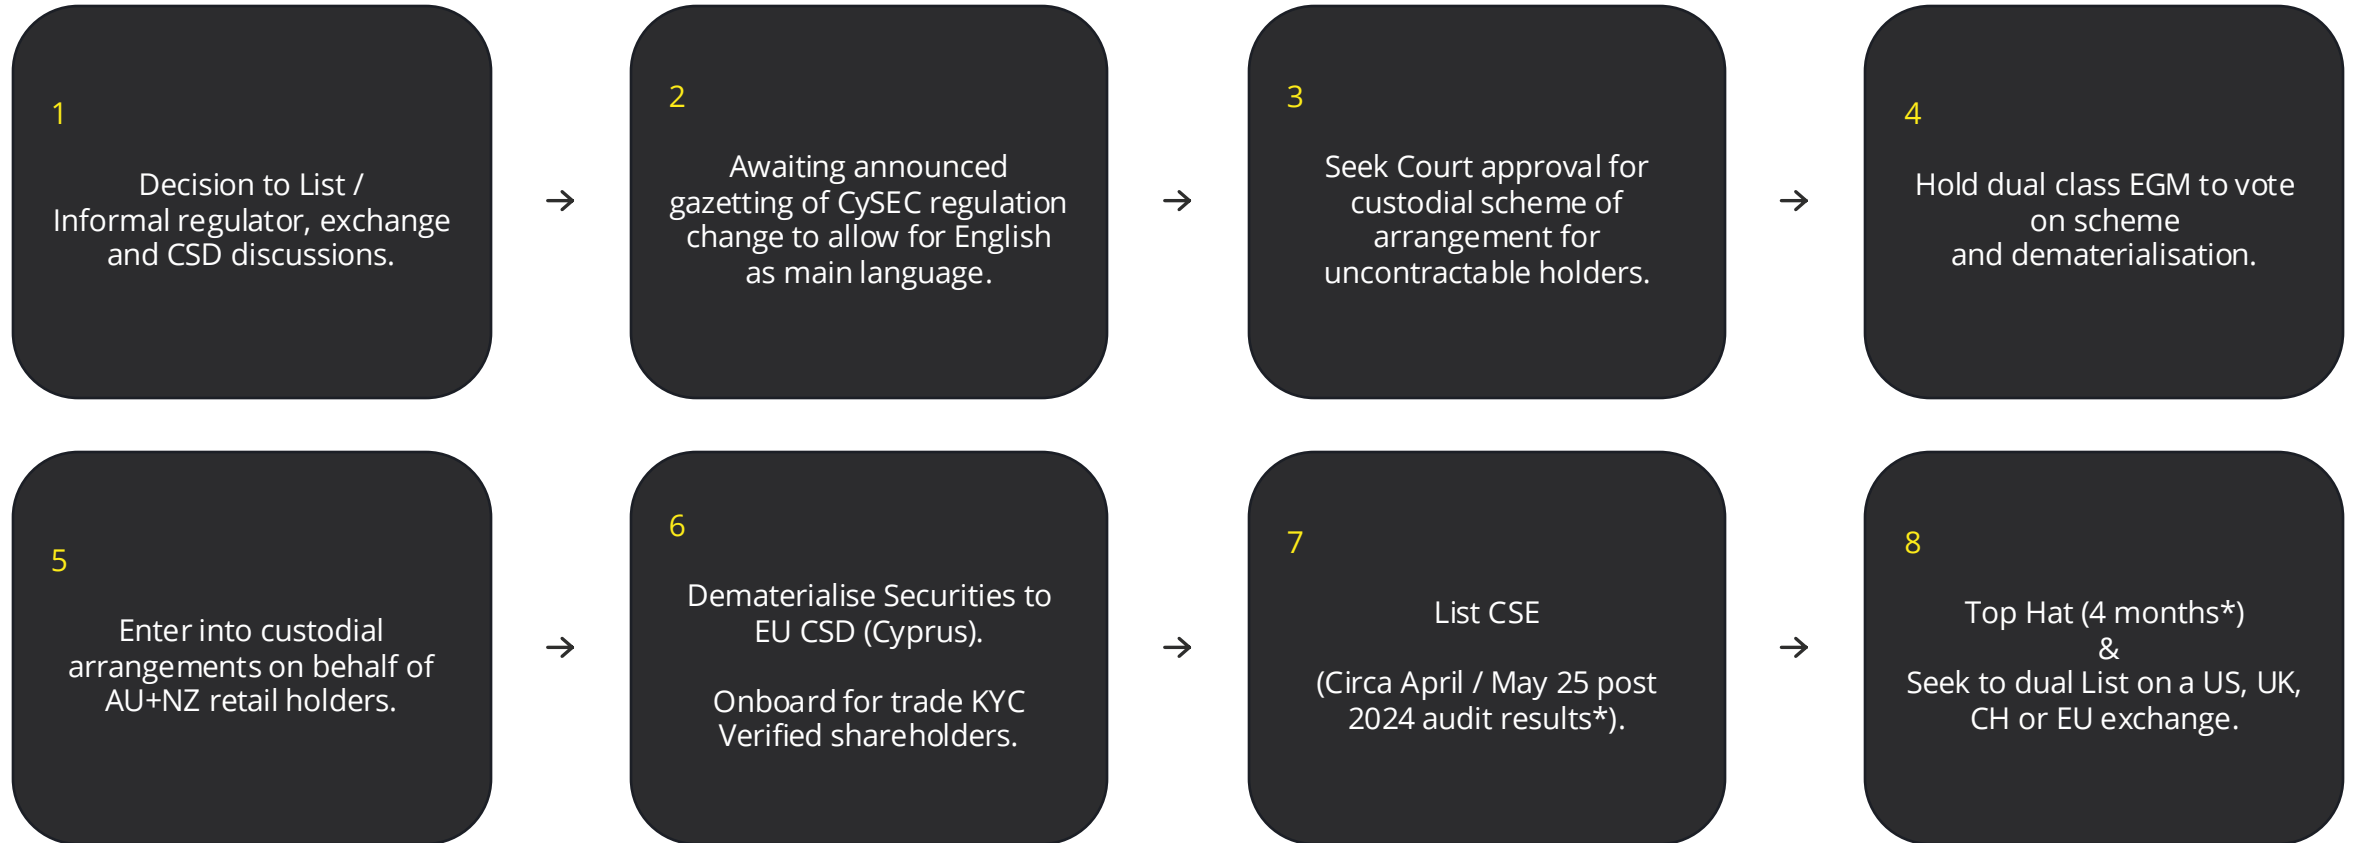 1
Decision to List /
Informal regulator, exchange
and CSD discussions.
→
2
Awaiting announced
gazetting of CySEC regulation
change to allow for English
as main language.
→
3
Seek Court approval for
custodial scheme of
arrangement for
uncontractable holders.
→
4
Hold dual class EGM to vote
on scheme
and dematerialisation.
5
Enter into custodial
arrangements on behalf of
AU+NZ retail holders.
→
6
Dematerialise Securities to
EU CSD (Cyprus).
Onboard for trade KYC
Verified shareholders.
→
7
List CSE
(Circa April / May 25 post
2024 audit results*).
→
8
Top Hat (4 months*)
&
Seek to dual List on a US, UK,
CH or EU exchange.